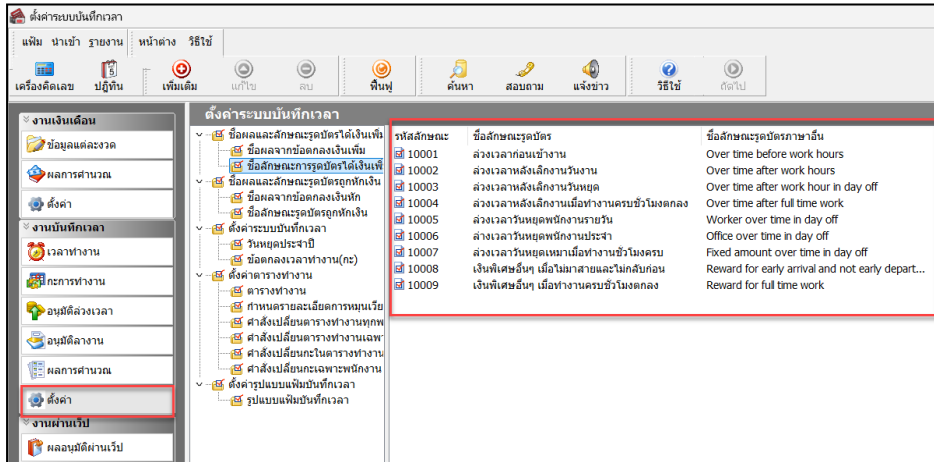 ตั้งค่าระบบบันทึกเวลา
แฟ้ม นำเข้า รายงาน หน้าต่าง วิธีใช้
เครื่องคิดเลข ปฏิทิน เพิ่มเติม แก้ไข ลบ ฟื้นฟู ค้นหา สอบถาม แจ้งข่าว วิธีใช้ ถัดไป
งานเงินเดือน
ข้อมูลแต่ละงวด
ผลการคำนวณ
ตั้งค่า
งานบันทึกเวลา
เวลาทำงาน
กะการทำงาน
อนุมัติล่วงเวลา
อนุมัติลางาน
ผลการคำนวณ
ตั้งค่า
งานผ่านเว็ป
ผลอนุมัติผ่านเว็ป
ตั้งค่าระบบบันทึกเวลา
ชื่อผลและลักษณะรูดบัตรได้เงินเพิ่ม
ชื่อผลจากข้อตกลงเงินเพิ่ม
ชื่อลักษณะการรูดบัตรได้เงินเพิ่
ชื่อผลและลักษณะรูดบัตรถูกหักเงิน
ชื่อผลจากข้อตกลงเงินหัก
ชื่อลักษณะรูดบัตรถูกหักเงิน
ตั้งค่าระบบบันทึกเวลา
วันหยุดประจำปี
ข้อตกลงเวลาทำงาน(กะ)
ตั้งค่าตารางทำงาน
ตารางทำงาน
กำหนดรายละเอียดการหมุนเวีย
คำสั่งเปลี่ยนตารางทำงานทุกพ
คำสั่งเปลี่ยนตารางทำงานเฉพา
คำสั่งเปลี่ยนกะในตารางทำงาน
คำสั่งเปลี่ยนกะเฉพาะพนักงาน
ตั้งค่ารูปแบบแฟ้มบันทึกเวลา
รูปแบบแฟ้มบันทึกเวลา
รหัสลักษณะ ชื่อลักษณะรูดบัตร ชื่อลักษณะรูดบัตรภาษาอื่น
10001 ล่วงเวลาก่อนเข้างาน Over time before work hours
10002 ล่วงเวลาหลังเลิกงานวันงาน Over time after work hours
10003 ล่วงเวลาหลังเลิกงานวันหยุด Over time after work hour in day off
10004 ล่วงเวลาหลังเลิกงานเมื่อทำงานครบชั่วโมงตกลง Over time after full time work
10005 ล่วงเวลาวันหยุดพนักงานรายวัน Worker over time in day off
10006 ล่วงเวลาวันหยุดพนักงานประจำ Office over time in day off
10007 ล่วงเวลาวันหยุดเหมาเมื่อทำงานชั่วโมงครบ Fixed amount over time in day off
10008 เงินพิเศษอื่นๆ เมื่อไม่มาสายและไม่กลับก่อน Reward for early arrival and not early depart...
10009 เงินพิเศษอื่นๆ เมื่อทำงานครบชั่วโมงตกลง Reward for full time work